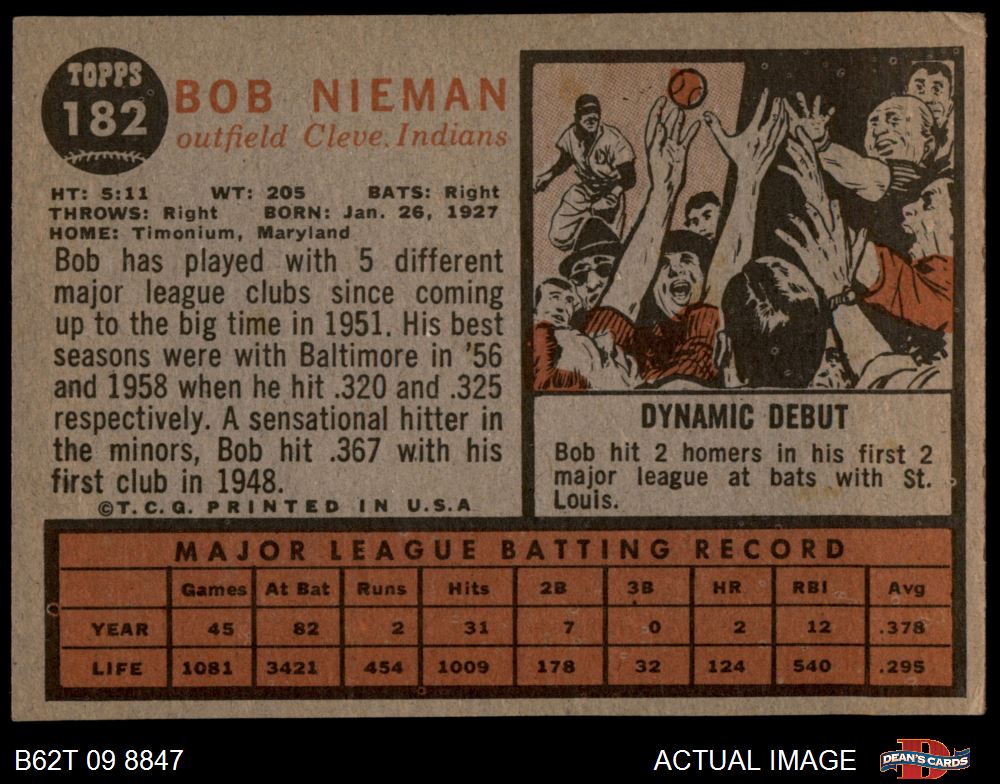 TOPPS
182
BOB NIEMAN
outfield Cleve. Indians
HT: 5:11 WT: 205 BATS: Right
THROWS: Right BORN: Jan. 26, 1927
HOME: Timonium, Maryland
Bob has played with 5 different
major league clubs since coming
up to the big time in 1951. His best
seasons were with Baltimore in '56
and 1958 when he hit .320 and .325
respectively. A sensational hitter in
the minors, Bob hit .367 with his
first club in 1948.
©T.C.G. PRINTED IN U.S.A
DYNAMIC DEBUT
Bob hit 2 homers in his first 2
major league at bats with St.
Louis.
MAJOR LEAGUE BATTING RECORD
Games At Bat Runs Hits 2B 3B HR RBI Avg
YEAR 45 82 2 31 7 0 2 12 .378
LIFE 1081 3421 454 1009 178 32 124 540 .295
B62T 09 8847
ACTUAL IMAGE
D
DEAN'S CARDS